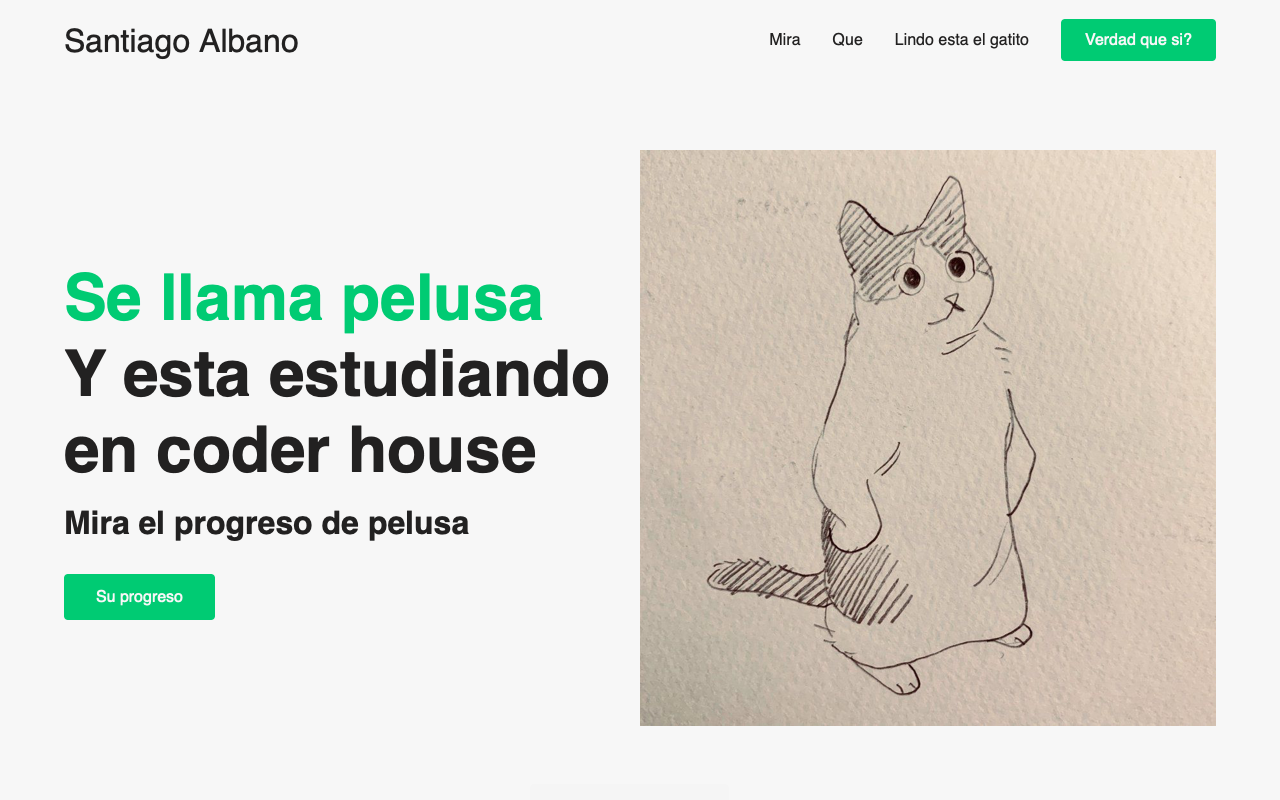 Santiago Albano
Mira
Que
Lindo esta el gatito
Verdad que si?
Se llama pelusa
Y esta estudiando
en coder house
Mira el progreso de pelusa
Su progreso